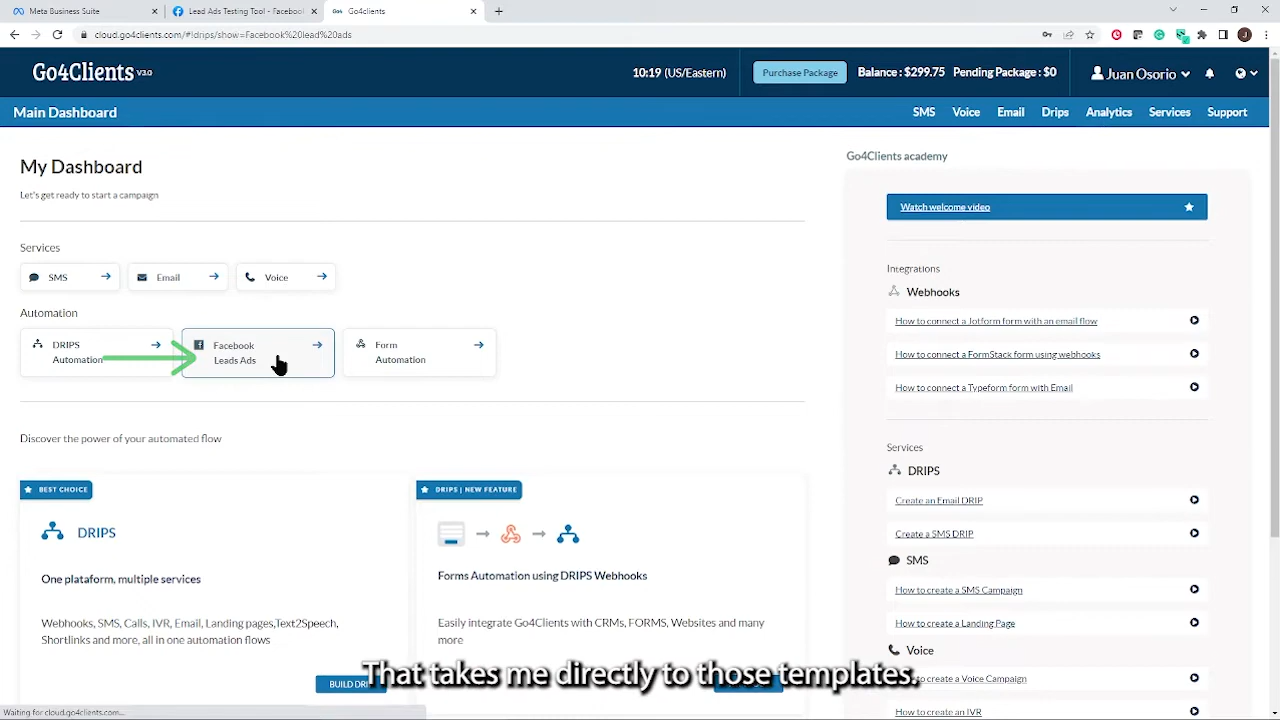 Meta Business Suite
Lead Ads Testing Tool - Facebook
Go4Clients
cloud.go4clients.com/#!drips/show=Facebook%20lead%20ads
Go4Clients V3.0
10:19 (US/Eastern)
Purchase Package
Balance : $299.75
Pending Package : $0
Juan Osorio
Main Dashboard
SMS
Voice
Email
Drips
Analytics
Services
Support
My Dashboard
Let's get ready to start a campaign
Services
SMS
Email
Voice
Automation
DRIPS
Automation
Facebook
Leads Ads
Form
Automation
Discover the power of your automated flow
BEST CHOICE
DRIPS
One plataform, multiple services
Webhooks, SMS, Calls, IVR, Email, Landing pages,Text2Speech,
Shortlinks and more, all in one automation flows
BUILD
DRIPS | NEW FEATURE
Forms Automation using DRIPS Webhooks
Easily integrate Go4Clients with CRMs, FORMS, Websites and many
more
Go4Clients academy
Watch welcome video
Integrations
Webhooks
How to connect a Jotform form with an email flow
How to connect a FormStack form using webhooks
How to connect a Typeform form with Email
Services
DRIPS
Create an Email DRIP
Create a SMS DRIP
SMS
How to create a SMS Campaign
How to create a Landing Page
Voice
to create a Voice Campaign
How to create an IVR
That takes me directly to those templates.
Waiting for cloud.go4clients.com...